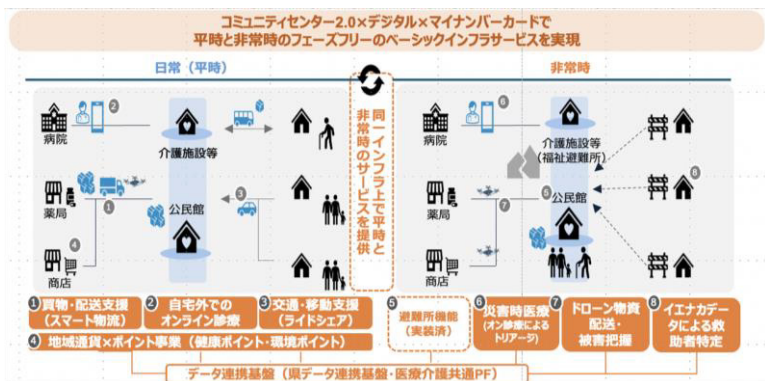 コミュニティセンター2.0×デジタル×マイナンバーカードで
平時と非常時のフェーズフリーのベーシックインフラサービスを実現
日常（平時）
非常時
2
病院
介護施設等
薬局
1
公民館
3
4
商店
同一インフラ上で平時と
非常時のサービスを提供
6
病院
介護施設等
(福祉避難所)
薬局
7
5
公民館
8
商店
1 買物・配送支援
(スマート物流)
2 自宅外での
オンライン診療
3 交通・移動支援
(ライドシェア)
4 地域通貨×ポイント事業（健康ポイント・環境ポイント）
5
避難所機能
(実装済)
6 災害時医療
(オン診療による
トリアージ)
7 ドローン物資
配送・
被害把握
8 イエナカデー
タによる救助
者特定
データ連携基盤（県データ連携基盤・医療介護共通PF）